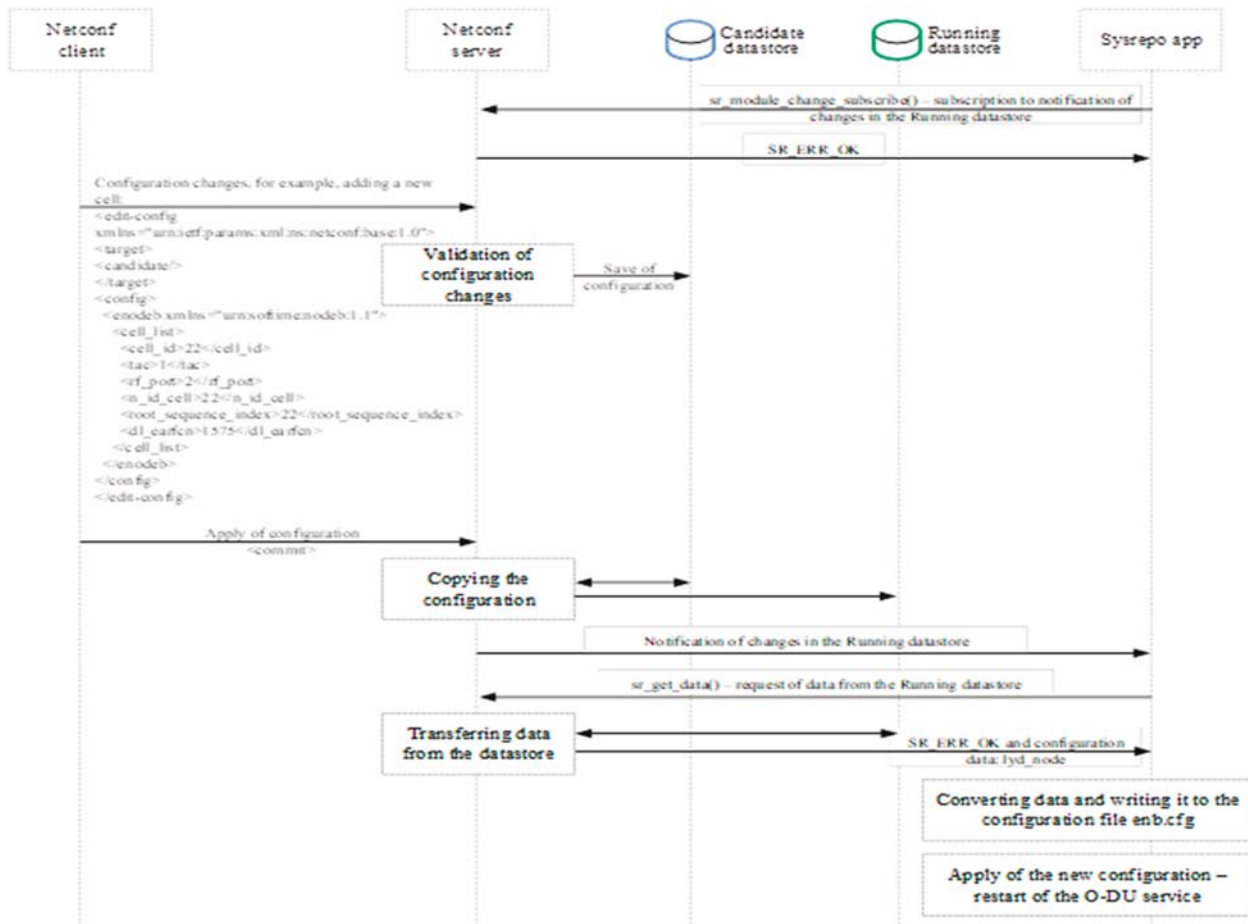 Netconf
client
Netconf
server
Candidate
datastore
Running
datastore
Sysrepo app
sr_module_change_subscribe() – subscription to notification of
changes in the Running datastore
SR_ERR_OK
Configuration changes, for example, adding a new
cell:
<edit-config
xmlns="urn:ietf:params:xml:ns:netconf:base:1.0">
<target>
<candidate/>
</target>
<config>
<enodeb xmlns="urn:softime:nodeb:1.1">
<cell_list>
<cell_id>22</cell_id>
<tac>1</tac>
<rf_port>2</rf_port>
<n_id_cell>22</n_id_cell>
<root_sequence_index>22</root_sequence_index>
<dl_earfcn>1575</dl_earfcn>
</cell_list>
</enodeb>
</config>
</edit-config>
Validation of
configuration
changes
Save of
configuration
Apply of configuration
<commit>
Copying the
configuration
Notification of changes in the Running datastore
sr_get_data() – request of data from the Running datastore
Transferring data
from the datastore
SR_ERR_OK and configuration
data: lyd_node
Converting data and writing it to the
configuration file enb.cfg
Apply of the new configuration –
restart of the O-DU service